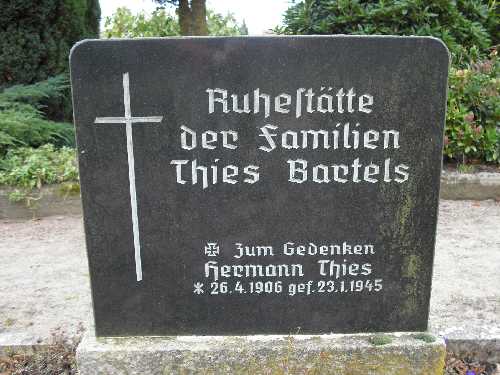 Ruheſtätte
der Familien
Thies Bartels
✠ Zum Gedenken
Hermann Thies
* 26.4.1906 gef. 23.1.1945